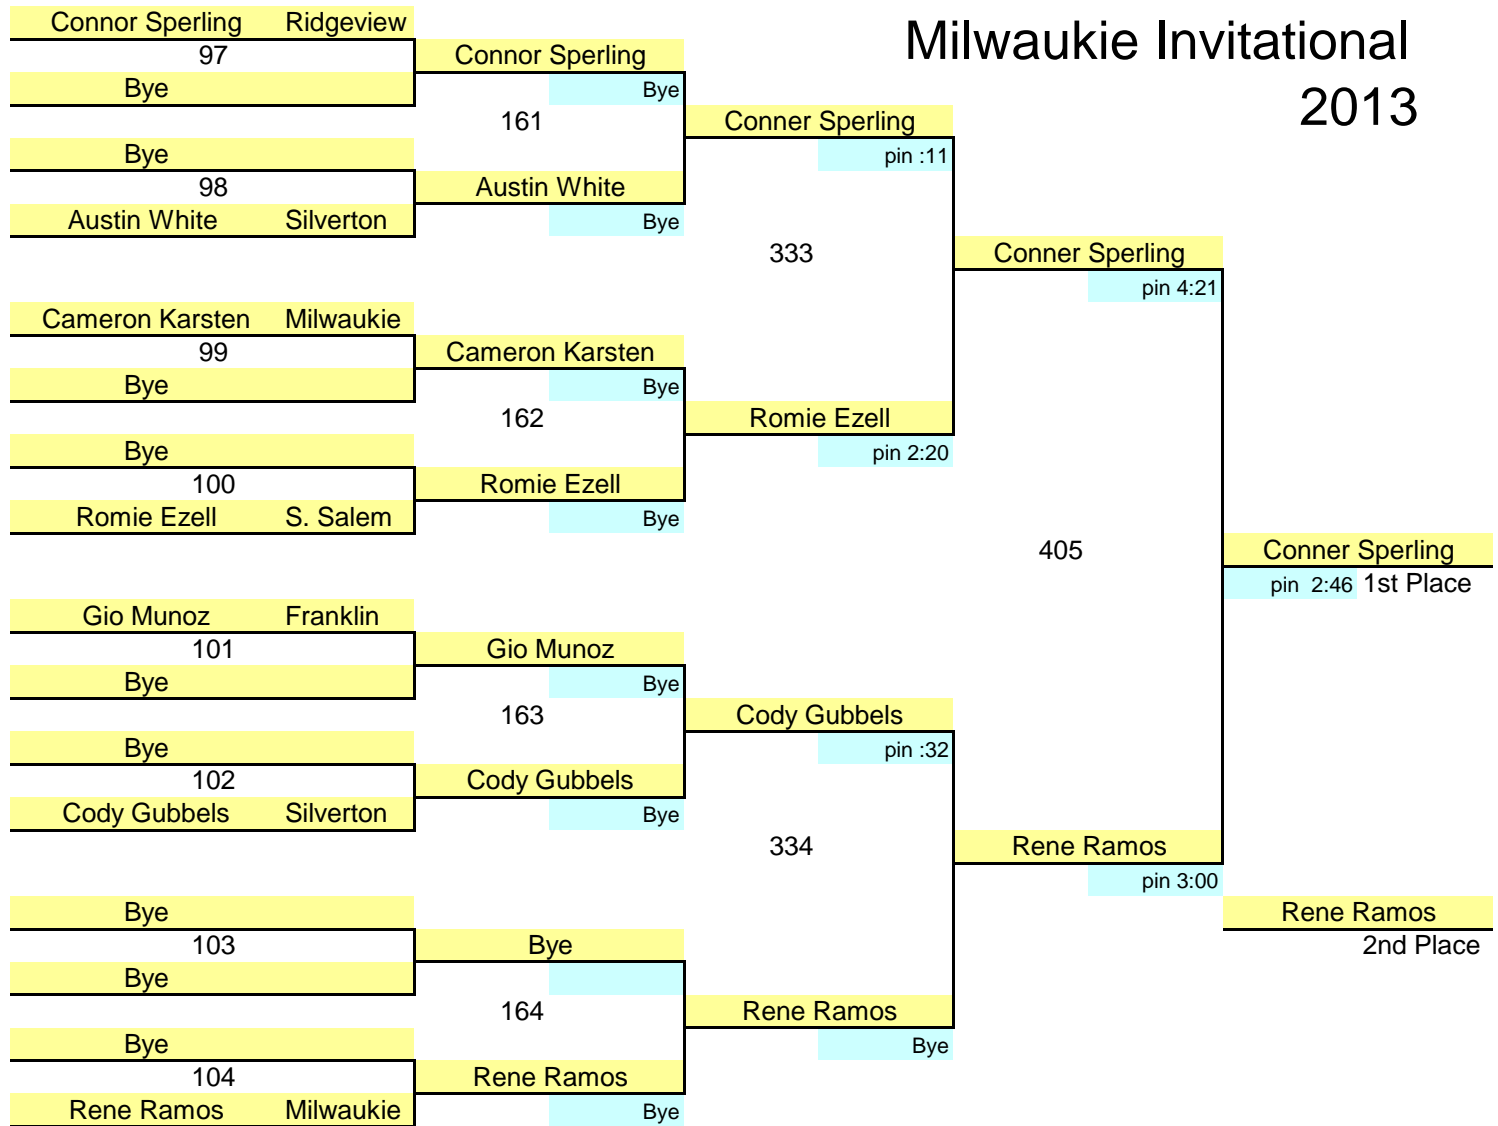 Milwaukie Invitational
2013
Connor Sperling Ridgeview
97
Bye
Connor Sperling
Bye
161
Bye
98
Austin White Silverton
Austin White
Bye
Conner Sperling
pin :11
333
Cameron Karsten Milwaukie
99
Bye
Cameron Karsten
Bye
162
Bye
100
Romie Ezell S. Salem
Romie Ezell
Bye
Romie Ezell
pin 2:20
Conner Sperling
pin 4:21
405
Conner Sperling
pin 2:46 1st Place
Gio Munoz Franklin
101
Bye
Gio Munoz
Bye
163
Bye
102
Cody Gubbels Silverton
Cody Gubbels
Bye
Cody Gubbels
pin :32
334
Bye
103
Bye
Bye
164
Bye
104
Rene Ramos Milwaukie
Rene Ramos
Bye
Rene Ramos
Bye
Rene Ramos
pin 3:00
Rene Ramos
2nd Place